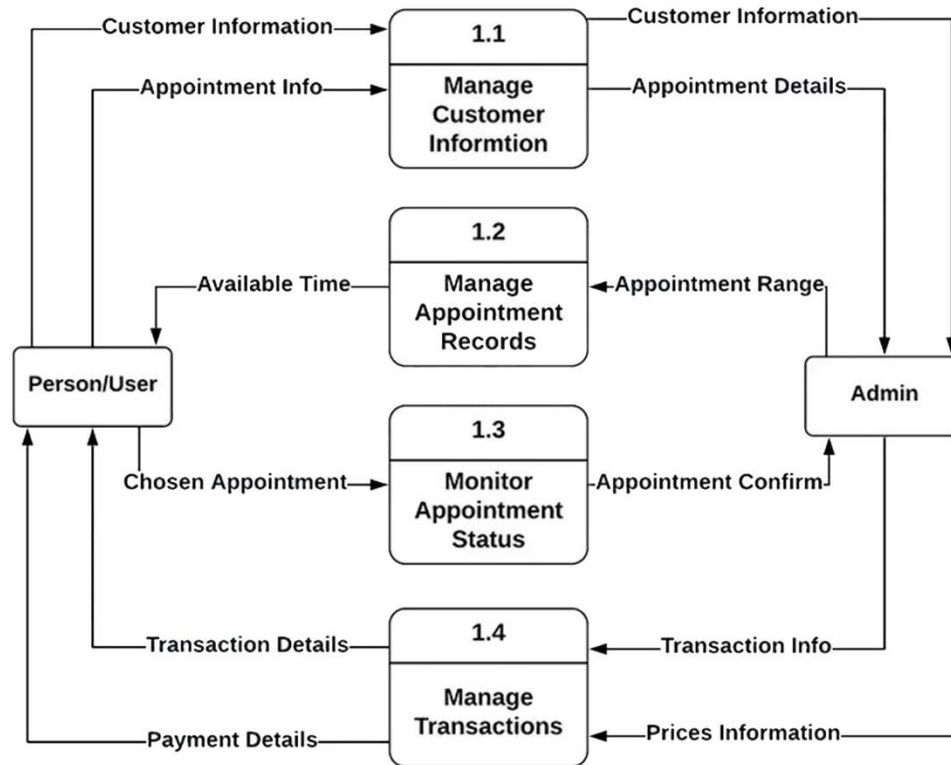 Customer Information
1.1
Customer Information
Appointment Info
Manage
Customer
Informtion
Appointment Details
1.2
Available Time
Manage
Appointment
Records
Appointment Range
Person/User
Admin
1.3
Chosen Appointment
Monitor
Appointment
Status
Appointment Confirm
1.4
Transaction Details
Transaction Info
Manage
Transactions
Payment Details
Prices Information